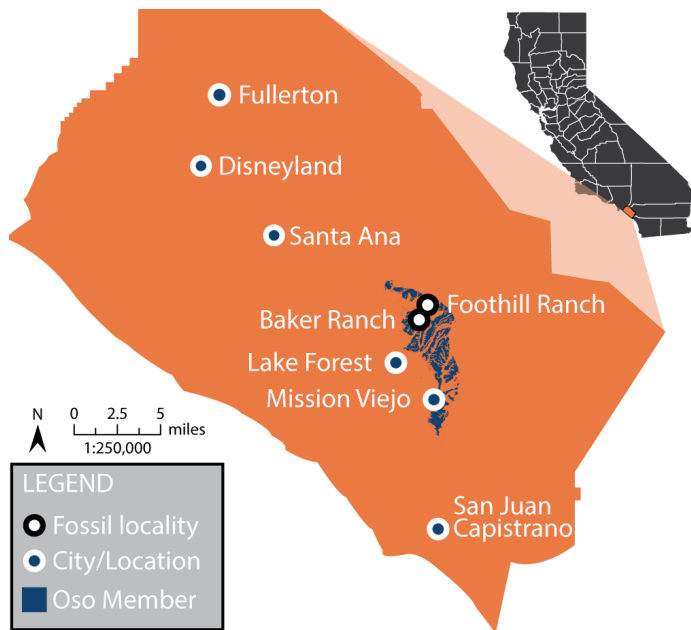 Fullerton
Disneyland
Santa Ana
Foothill Ranch
Baker Ranch
Lake Forest
Mission Viejo
N 0 2.5 5 miles
1:250,000
LEGEND
Fossil locality
City/Location
Oso Member
San Juan
Capistrano